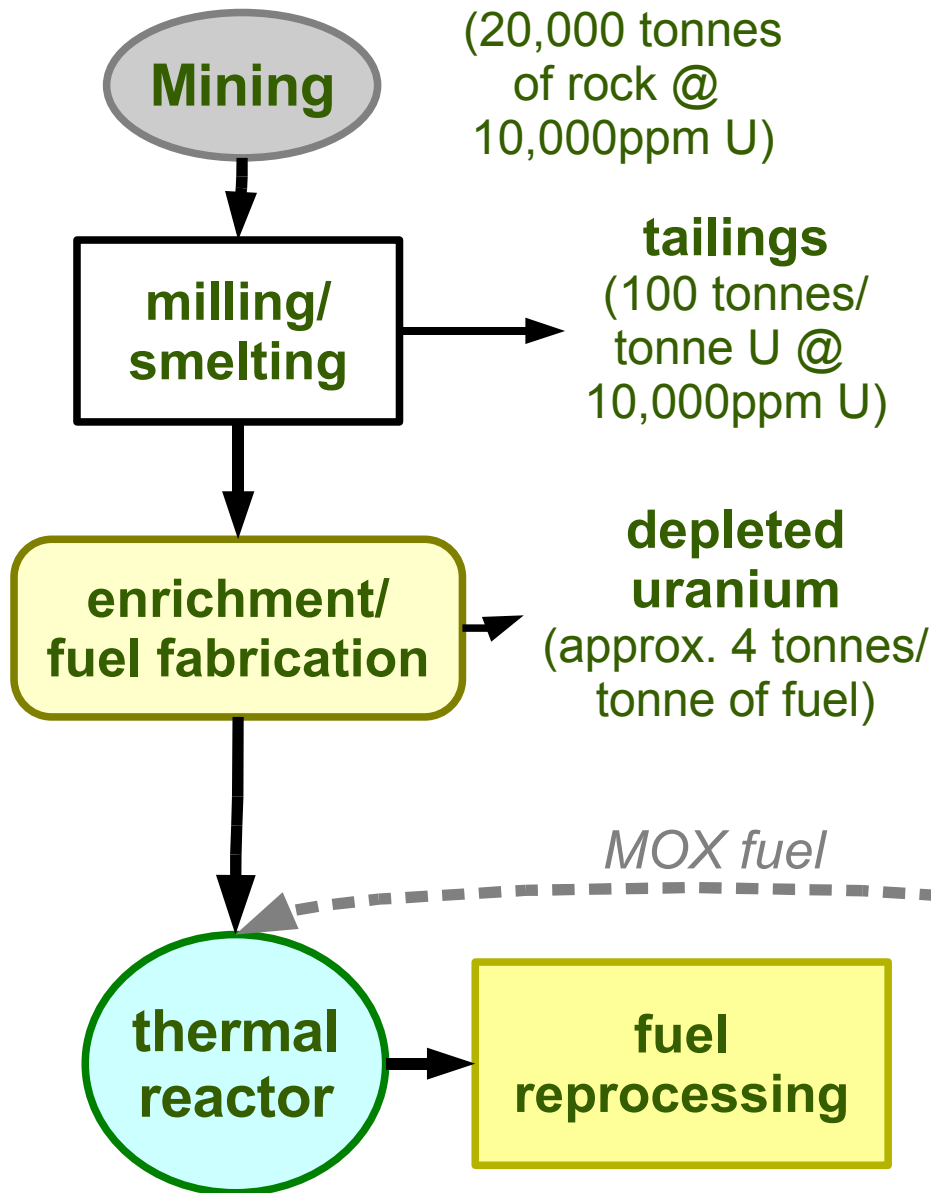 Mining
(20,000 tonnes
of rock @
10,000ppm U)
milling/
smelting
tailings
(100 tonnes/
tonne U @
10,000ppm U)
enrichment/
fuel fabrication
depleted
uranium
(approx. 4 tonnes/
tonne of fuel)
MOX fuel
thermal
reactor
fuel
reprocessing